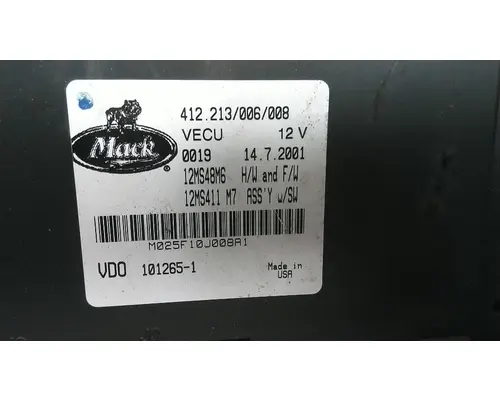 412.213/006/008
Mack ®
VECU 12 V
0019 14.7.2001
12MS48M6 H/W and F/W
12MS411 M7 ASS'Y w/SW
M025F10J008A1
VDO 101265-1
Made in
USA